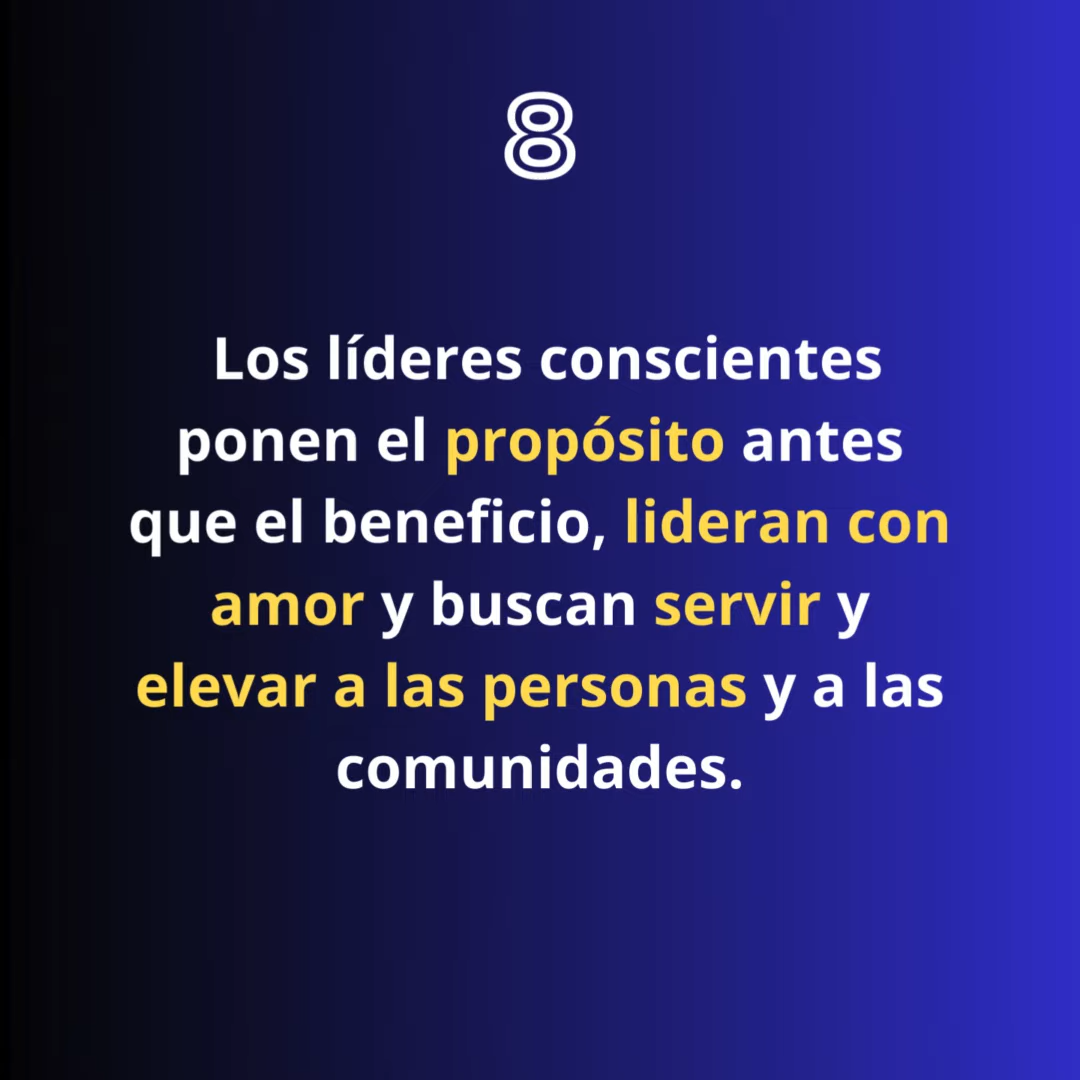 8
Los líderes conscientes
ponen el propósito antes
que el beneficio, lideran con
amor y buscan servir y
elevar a las personas y a las
comunidades.